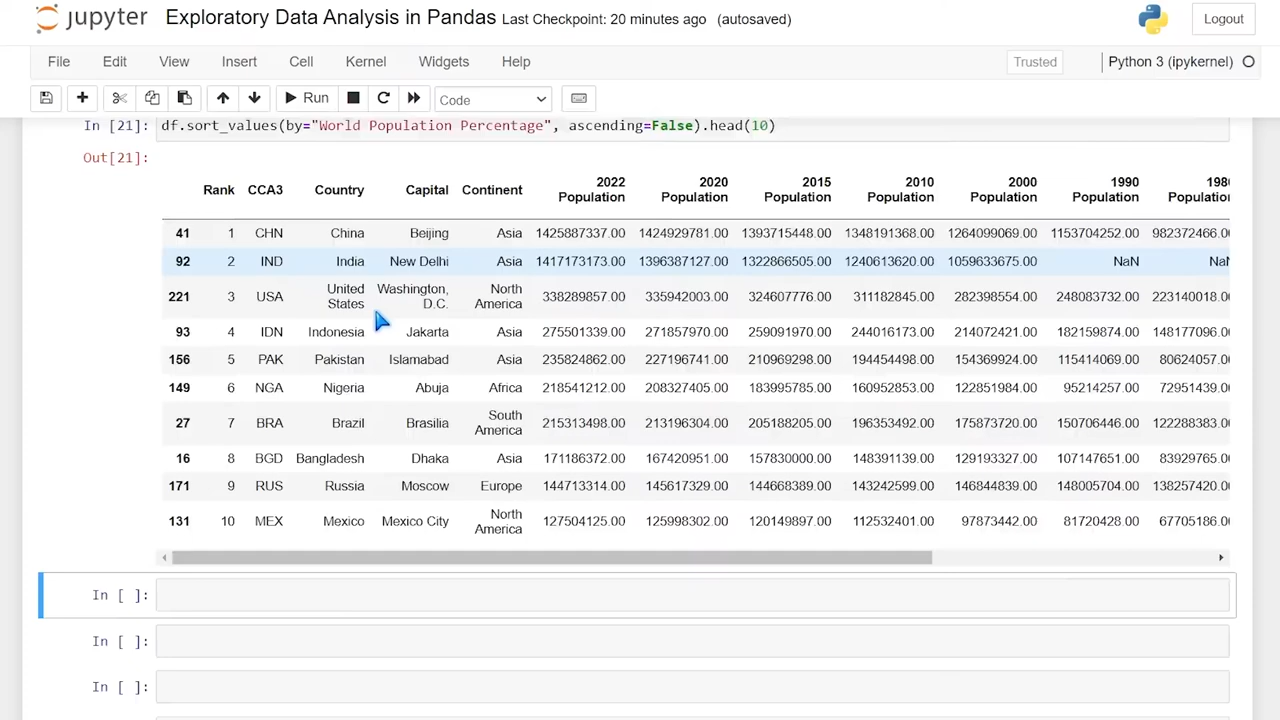 jupyter Exploratory Data Analysis in Pandas Last Checkpoint: 20 minutes ago (autosaved) Logout
File Edit View Insert Cell Kernel Widgets Help Trusted Python 3 (ipykernel)
Run Code
In [21]: df.sort_values(by="World Population Percentage", ascending=False).head(10)
Out[21]:
Rank CCA3 Country Capital Continent 2022 Population 2020 Population 2015 Population 2010 Population 2000 Population 1990 Population 1980 Population
41 1 CHN China Beijing Asia 1425887337.00 1424929781.00 1393715448.00 1348191368.00 1264099069.00 1153704252.00 982372466.0
92 2 IND India New Delhi Asia 1417173173.00 1396387127.00 1322866505.00 1240613620.00 1059633675.00 NaN NaN
221 3 USA United States Washington, D.C. North America 338289857.00 335942003.00 324607776.00 311182845.00 282398554.00 248083732.00 223140018.0
93 4 IDN Indonesia Jakarta Asia 275501339.00 271857970.00 259091970.00 244016173.00 214072421.00 182159874.00 148177096.0
156 5 PAK Pakistan Islamabad Asia 235824862.00 227196741.00 210969298.00 194454498.00 154369924.00 115414069.00 80624057.0
149 6 NGA Nigeria Abuja Africa 218541212.00 208327405.00 183995785.00 160952853.00 122851984.00 95214257.00 72951439.0
27 7 BRA Brazil Brasilia South America 215313498.00 213196304.00 205188205.00 196353492.00 175873720.00 150706446.00 122288383.0
16 8 BGD Bangladesh Dhaka Asia 171186372.00 167420951.00 157830000.00 148391139.00 129193327.00 107147651.00 83929765.0
171 9 RUS Russia Moscow Europe 144713314.00 145617329.00 144668389.00 143242599.00 146844839.00 148005704.00 138257420.0
131 10 MEX Mexico Mexico City North America 127504125.00 125998302.00 120149897.00 112532401.00 97873442.00 81720428.00 67705186.0
In [ ]:
In [ ]:
In [ ]: